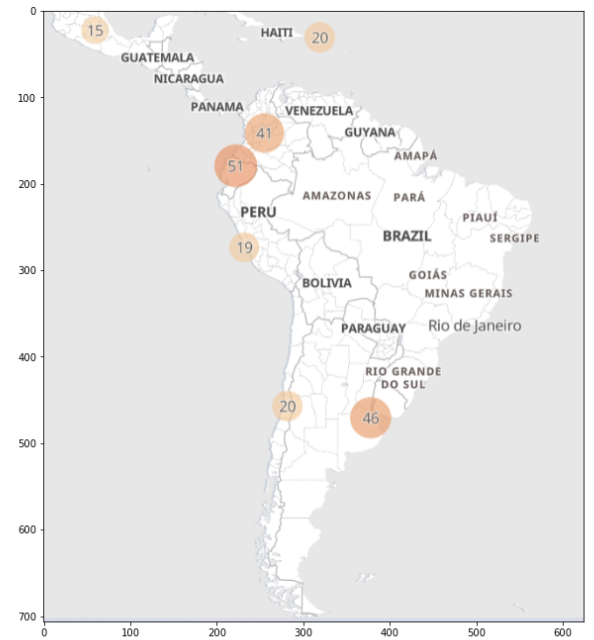 0
15
HAITI
20
GUATEMALA
NICARAGUA
100
PANAMA
VENEZUELA
41
GUYANA
51
AMAPÁ
200
AMAZONAS
PARÁ
PERU
PIAUÍ
BRAZIL
SERGIPE
19
300
GOIÁS
BOLIVIA
MINAS GERAIS
PARAGUAY
Rio de Janeiro
RIO GRANDE
DO SUL
400
20
46
500
600
700
0 100 200 300 400 500 600